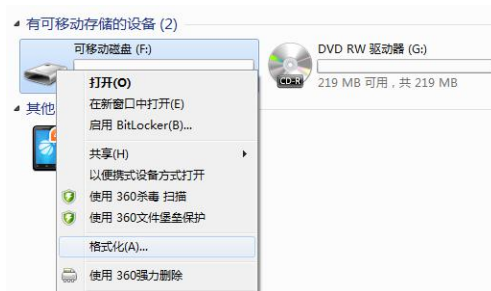 有可移动存储的设备 (2)
可移动磁盘 (F:)
DVD RW 驱动器 (G:)
CD-R
219 MB 可用，共 219 MB
打开(O)
在新窗口中打开(E)
启用 BitLocker(B)...
其他
共享(H)
以便携式设备方式打开
使用 360杀毒 扫描
使用 360文件堡垒保护
格式化(A)...
使用 360强力删除